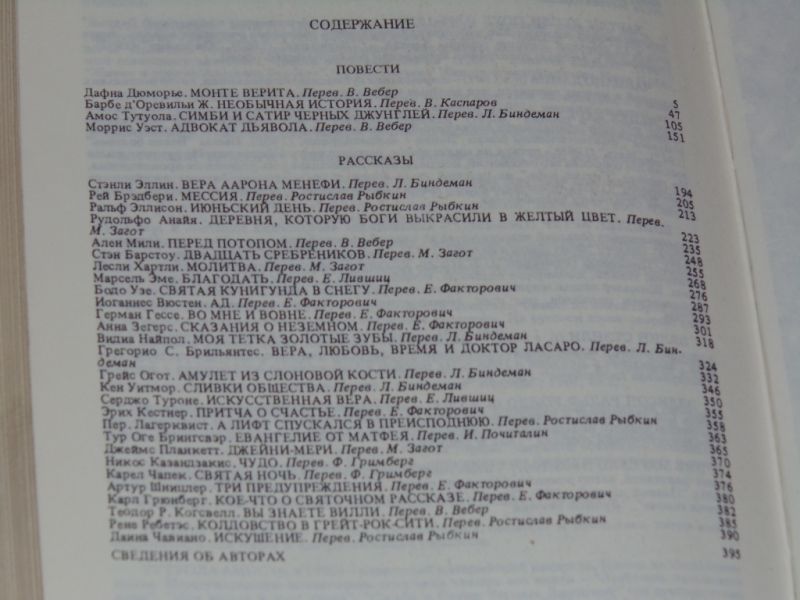 СОДЕРЖАНИЕ
ПОВЕСТИ
Дафна Дюморье. МОНТЕ ВЕРИТА. Перев. В. Вебер 5
Барбе д'Оревильи Ж. НЕОБЫЧНАЯ ИСТОРИЯ. Перев. В. Каспаров 47
Амос Тутуола. СИМБИ И САТИР ЧЕРНЫХ ДЖУНГЛЕЙ. Перев. Л. Биндеман 105
Моррис Уэст. АДВОКАТ ДЬЯВОЛА. Перев. В. Вебер 151
РАССКАЗЫ
Стэнли Эллин. ВЕРА ААРОНА МЕНЕФИ. Перев. Л. Биндеман 194
Рей Брэдбери. МЕССИЯ. Перев. Ростислав Рыбкин 205
Ральф Эллисон. ИЮНЬСКИЙ ДЕНЬ. Перев. Ростислав Рыбкин 213
Рудольфо Анайя. ДЕРЕВНЯ, КОТОРУЮ БОГИ ВЫКРАСИЛИ В ЖЕЛТЫЙ ЦВЕТ. Перев.
М. Загот 223
Ален Мили. ПЕРЕД ПОТОПОМ. Перев. В. Вебер 235
Стэн Барстоу. ДВАДЦАТЬ СРЕБРЕНИКОВ. Перев. М. Загот 248
Лесли Хартли. МОЛИТВА. Перев. М. Загот 255
Марсель Эме. БЛАГОДАТЬ. Перев. Е. Лившиц 268
Бодо Узе. СВЯТАЯ КУНИГУНДА В СНЕГУ. Перев. Е. Факторович 276
Иоганнес Вюстен. АД. Перев. Е. Факторович 287
Герман Гессе. ВО МНЕ И ВОВНЕ. Перев. Е. Факторович 293
Анна Зегерс. СКАЗАНИЯ О НЕЗЕМНОМ. Перев. Е. Факторович 301
Видиа Найпол. МОЯ ТЕТКА ЗОЛОТЫЕ ЗУБЫ. Перев. Л. Биндеман 318
Грегорио С. Брильянтес. ВЕРА, ЛЮБОВЬ, ВРЕМЯ И ДОКТОР ЛАСАРО. Перев. Л. Бин-
деман 324
Грейс Огот. АМУЛЕТ ИЗ СЛОНОВОЙ КОСТИ. Перев. Л. Биндеман 332
Кен Уитмор. СЛИВКИ ОБЩЕСТВА. Перев. Л. Биндеман 346
Серджо Туроне. ИСКУССТВЕННАЯ ВЕРА. Перев. Е. Лившиц 350
Эрих Кестнер. ПРИТЧА О СЧАСТЬЕ. Перев. Е. Факторович 355
Пер. Лагерквист. А ЛИФТ СПУСКАЛСЯ В ПРЕИСПОДНЮЮ. Перев. Ростислав Рыбкин 358
Тур Оге Брингсвэр. ЕВАНГЕЛИЕ ОТ МАТФЕЯ. Перев. И. Почиталин 363
Джеймс Планкетт. ДЖЕЙНИ-МЕРИ. Перев. М. Загот 365
Никос Казандзакис. ЧУДО. Перев. Ф. Гримберг 370
Карел Чапек. СВЯТАЯ НОЧЬ. Перев. Ф. Гримберг 374
Артур Шницлер. ТРИ ПРЕДУПРЕЖДЕНИЯ. Перев. Е. Факторович 376
Карл Грюнберг. КОЕ-ЧТО О СВЯТОЧНОМ РАССКАЗЕ. Перев. Е. Факторович 380
Теодор Р. Когсвелл. ВЫ ЗНАЕТЕ ВИЛЛИ. Перев. В. Вебер 382
Рене Ребетэс. КОЛДОВСТВО В ГРЕЙТ-РОК-СИТИ. Перев. Ростислав Рыбкин 385
Даина Чавиано. ИСКУШЕНИЕ. Перев. Ростислав Рыбкин 390
СВЕДЕНИЯ ОБ АВТОРАХ 395